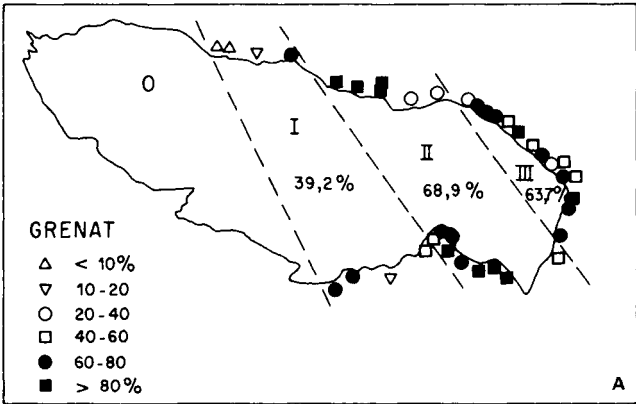 O
I
II
III
39,2%
68,9%
63,7%
GRENAT
< 10%
10-20
20-40
40-60
60-80
> 80%
A